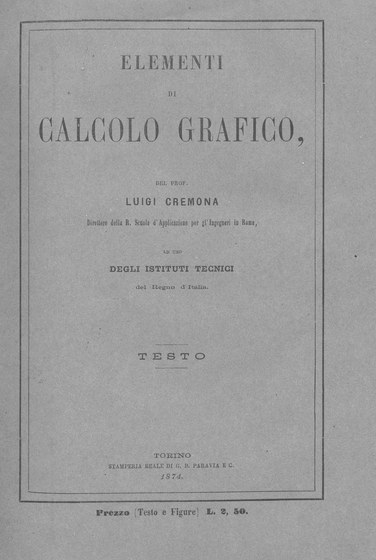 ELEMENTI
DI
CALCOLO GRAFICO,
DEL PROF.
LUIGI CREMONA
Direttore della R. Scuola d'Applicazione per gl'Ingegneri in Roma,
AD USO
DEGLI ISTITUTI TECNICI
del Regno d'Italia.
TESTO
TORINO
STAMPERIA REALE DI G. B. PARAVIA E C.
1874.
Prezzo [Testo e Figure] L. 2, 50.